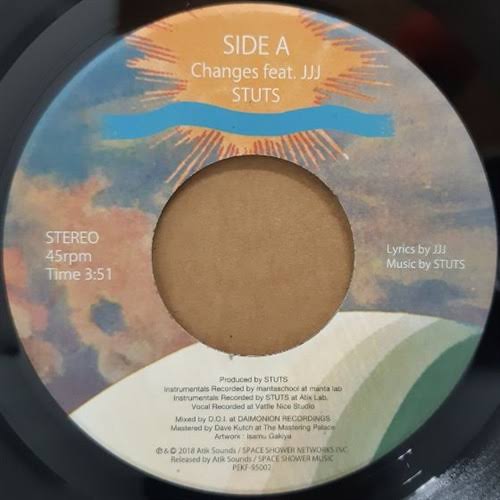 SIDE A
Changes feat. JJJ
STUTS
STEREO
45rpm
Time 3:51
Lyrics by JJJ
Music by STUTS
Produced by STUTS
Instrumentals Recorded by mantaschool at manta lab
Instrumentals Recorded by STUTS at Atik Lab.
Vocal Recorded at Vattle Nice Studio
Mixed by D.O.I. at DAIMONION RECORDINGS
Mastered by Dave Kutch at The Mastering Palace
Artwork : Isamu Gakiya
℗ & © 2018 Atik Sounds / SPACE SHOWER NETWORKS INC.
Released by Atik Sounds / SPACE SHOWER MUSIC
PEKF-95002